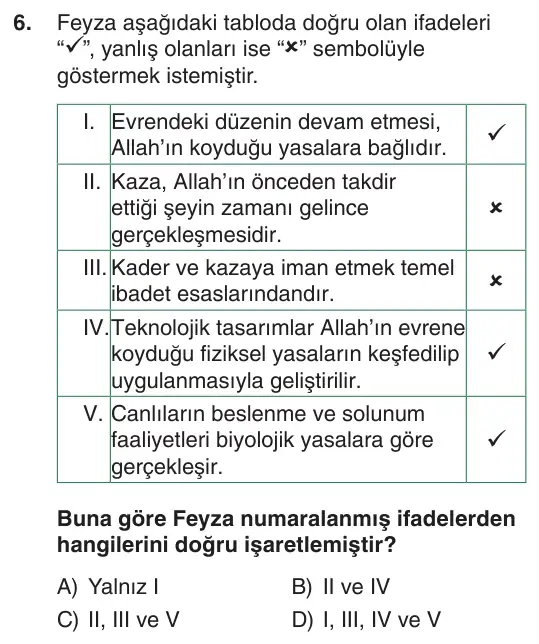 6. Feyza aşağıdaki tabloda doğru olan ifadeleri
“✓”, yanlış olanları ise “✘” sembolüyle
göstermek istemiştir.
I. Evrendeki düzenin devam etmesi,
Allah’ın koyduğu yasalara bağlıdır. ✓
II. Kaza, Allah’ın önceden takdir
ettiği şeyin zamanı gelince ✘
gerçekleşmesidir.
III. Kader ve kazaya iman etmek temel
ibadet esaslarındandır. ✘
IV. Teknolojik tasarımlar Allah’ın evrene
koyduğu fiziksel yasaların keşfedilip ✓
uygulanmasıyla geliştirilir.
V. Canlıların beslenme ve solunum
faaliyetleri biyolojik yasalara göre ✓
gerçekleşir.
Buna göre Feyza numaralanmış ifadelerden
hangilerini doğru işaretlemiştir?
A) Yalnız I B) II ve IV
C) II, III ve V D) I, III, IV ve V